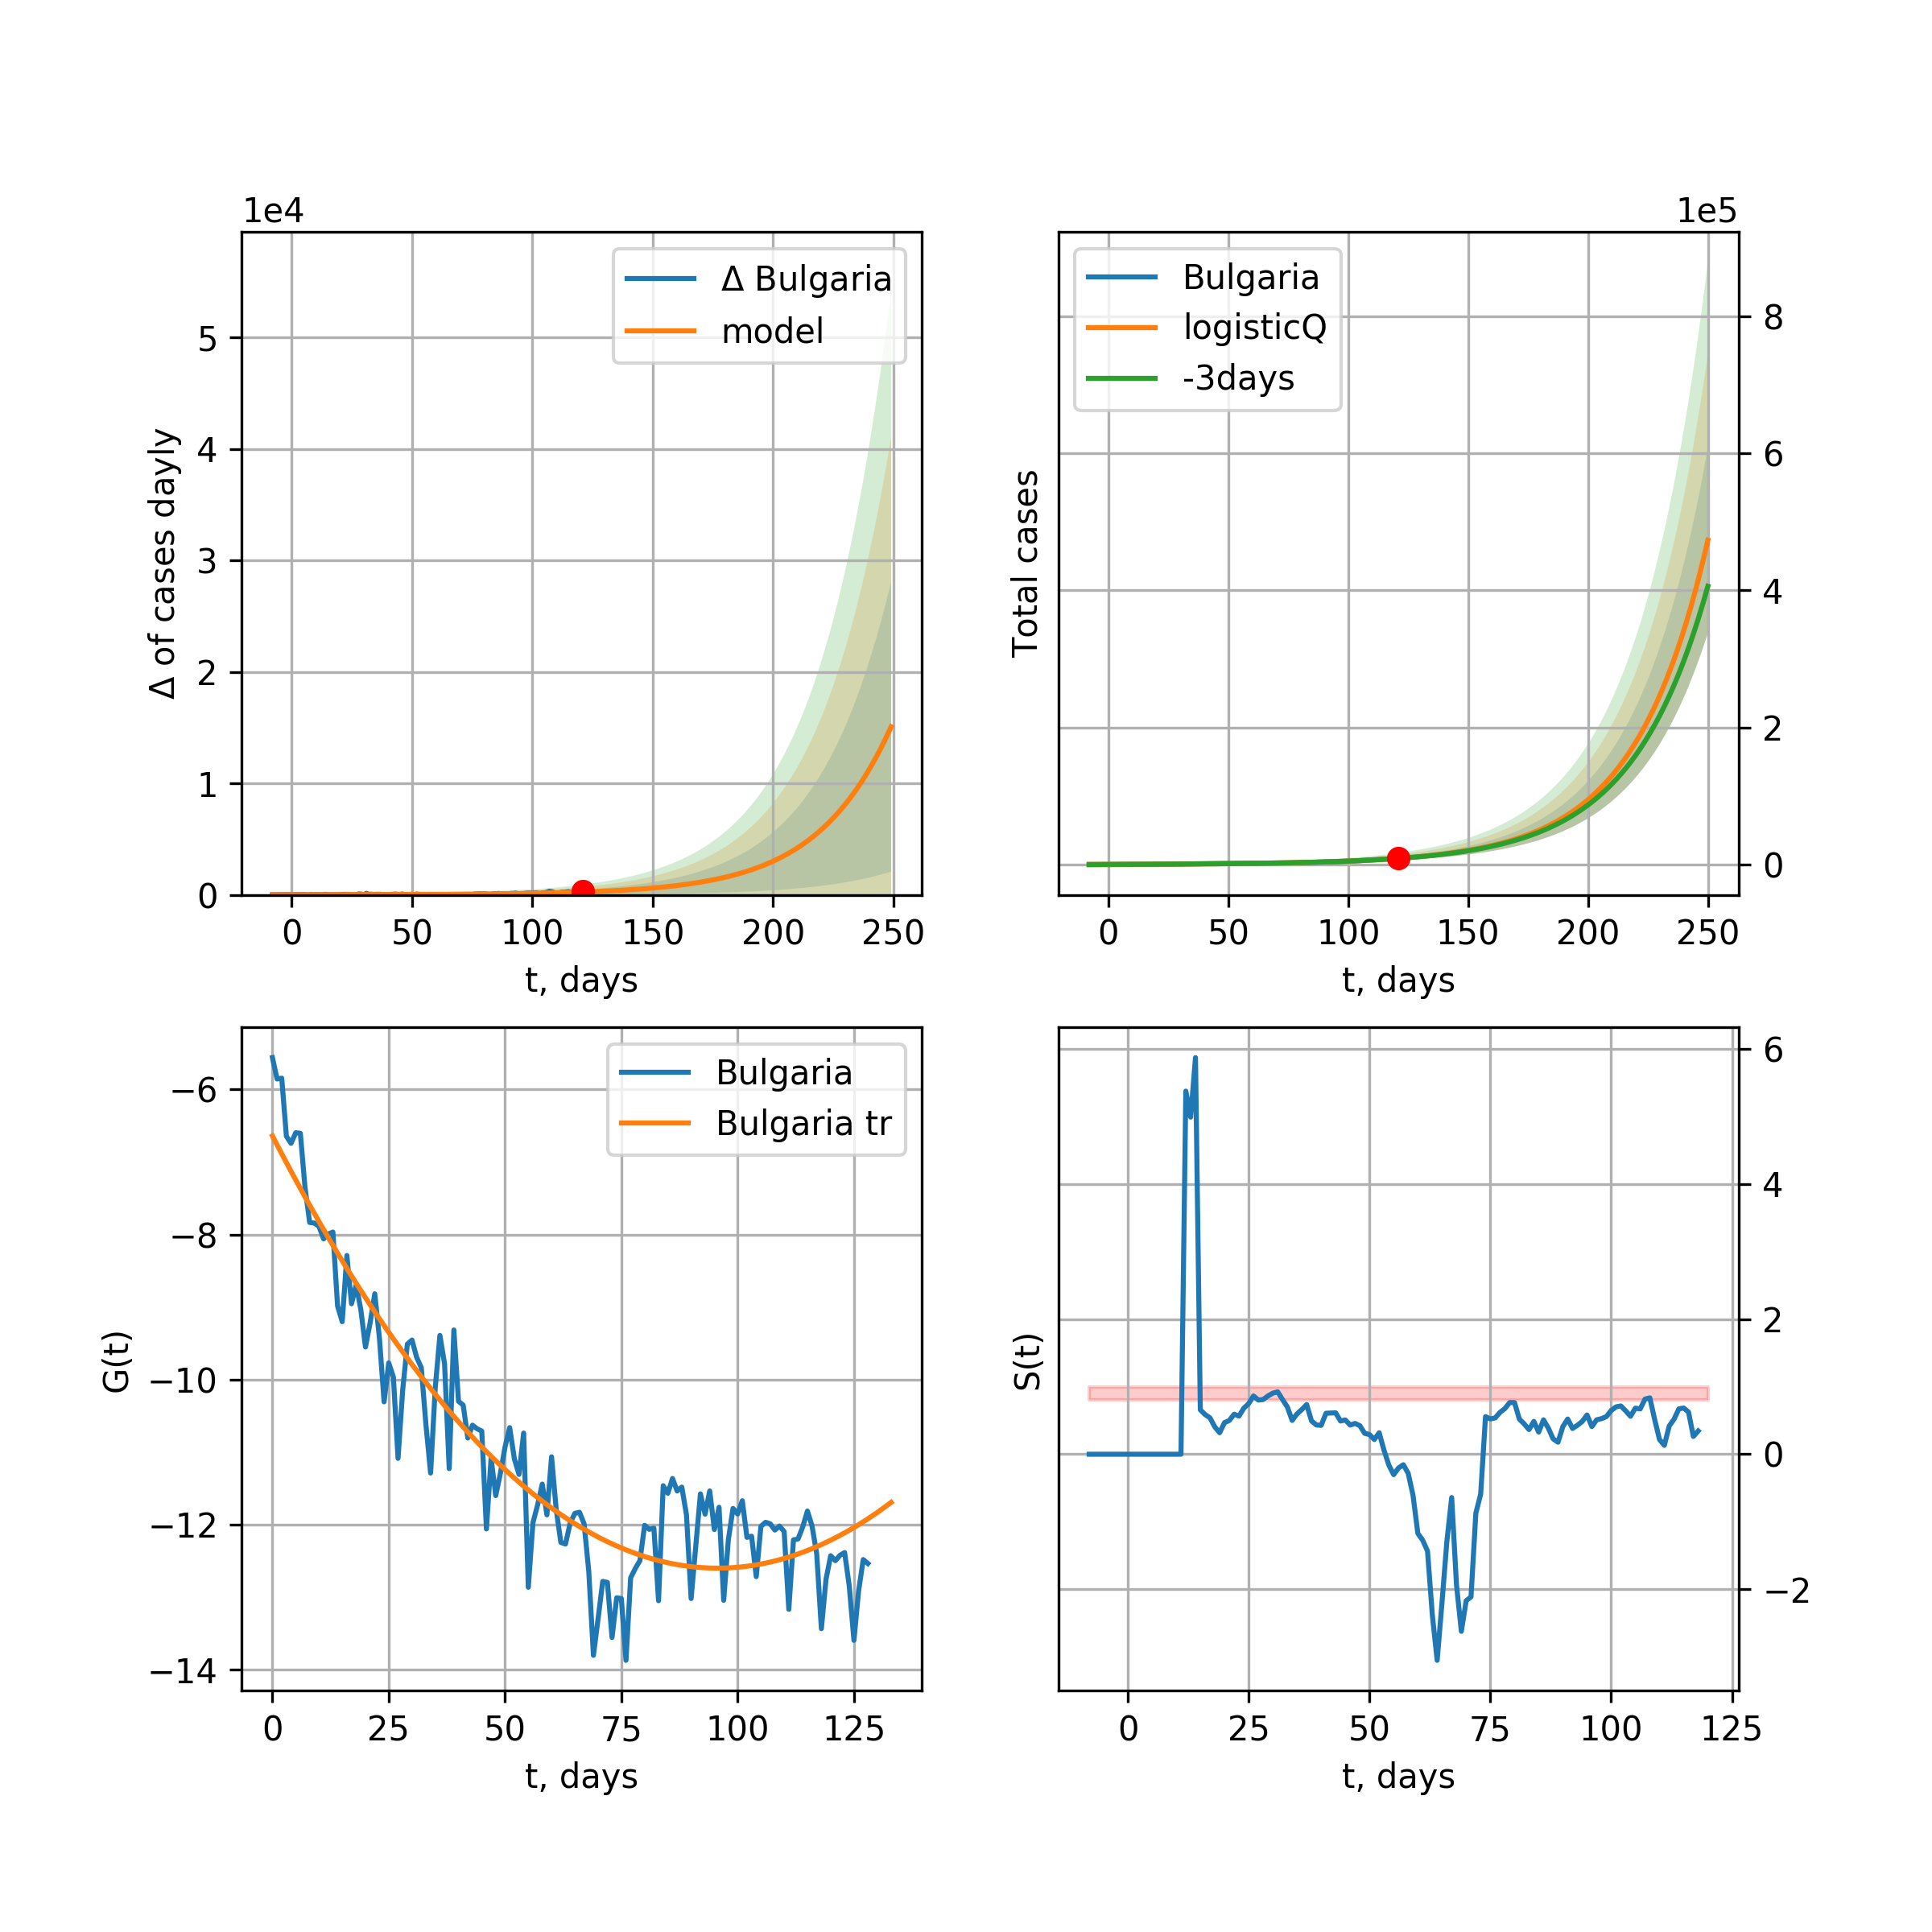 1e4
Δ of cases dayly
5
4
3
2
1
0
Δ Bulgaria
model
0 50 100 150 200 250
t, days
1e5
Total cases
Bulgaria
logisticQ
-3days
8
6
4
2
0
0 50 100 150 200 250
t, days
G(t)
−6
−8
−10
−12
−14
Bulgaria
Bulgaria tr
0 25 50 75 100 125
t, days
S(t)
6
4
2
0
−2
0 25 50 75 100 125
t, days